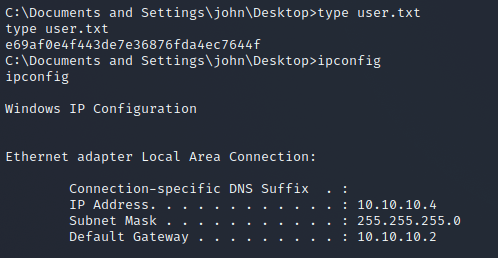 C:\Documents and Settings\john\Desktop>type user.txt
type user.txt
e69af0e4f443de7e36876fda4ec7644f
C:\Documents and Settings\john\Desktop>ipconfig
ipconfig
Windows IP Configuration
Ethernet adapter Local Area Connection:
Connection-specific DNS Suffix  . :
IP Address. . . . . . . . . . . . : 10.10.10.4
Subnet Mask . . . . . . . . . . . : 255.255.255.0
Default Gateway . . . . . . . . . : 10.10.10.2